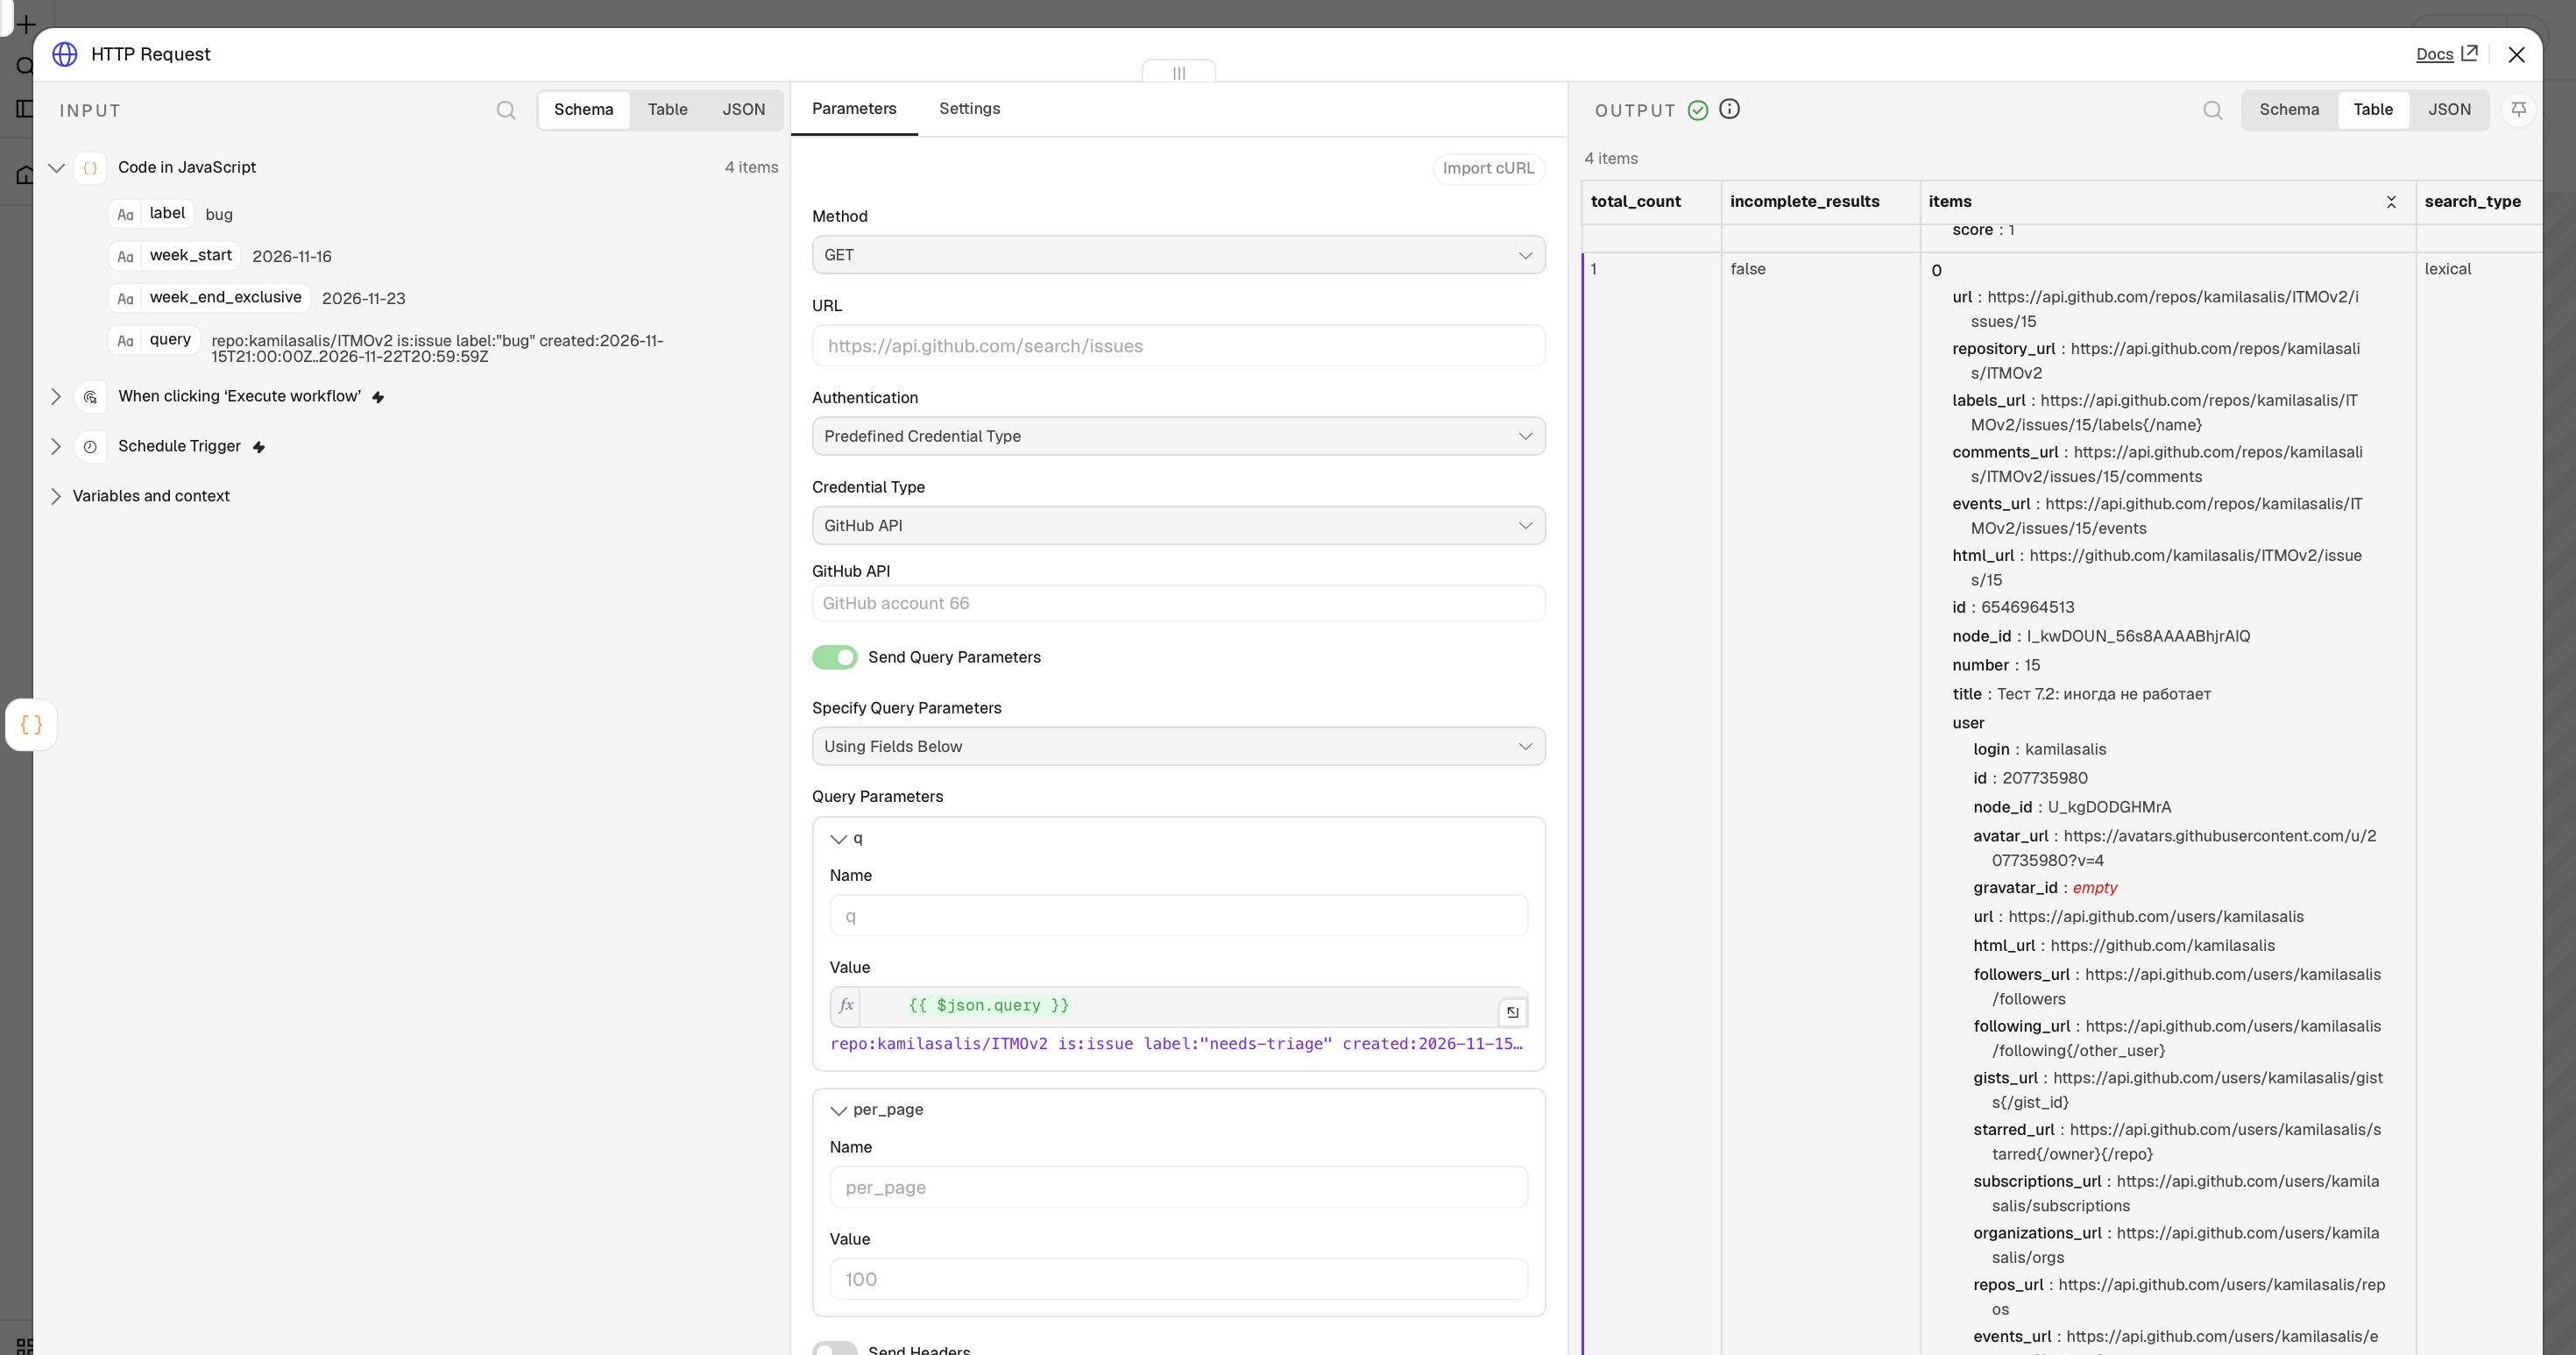 HTTP Request
Docs
INPUT
Schema
Table
JSON
Code in JavaScript
4 items
Aa label bug
Aa week_start 2026-11-16
Aa week_end_exclusive 2026-11-23
Aa query repo:kamilasalis/ITMOv2 is:issue label:"bug" created:2026-11-
15T21:00:00Z..2026-11-22T20:59:59Z
When clicking ‘Execute workflow’
Schedule Trigger
Variables and context
Parameters
Settings
Import cURL
Method
GET
URL
https://api.github.com/search/issues
Authentication
Predefined Credential Type
Credential Type
GitHub API
GitHub API
GitHub account 66
Send Query Parameters
Specify Query Parameters
Using Fields Below
Query Parameters
q
Name
q
Value
fx {{ $json.query }}
repo:kamilasalis/ITMOv2 is:issue label:"needs-triage" created:2026-11-15…
per_page
Name
per_page
Value
100
Send Headers
OUTPUT
Schema
Table
JSON
4 items
total_count
incomplete_results
items
search_type
score : 1
1
false
0
lexical
url : https://api.github.com/repos/kamilasalis/ITMOv2/i
ssues/15
repository_url : https://api.github.com/repos/kamilasali
s/ITMOv2
labels_url : https://api.github.com/repos/kamilasalis/IT
MOv2/issues/15/labels{/name}
comments_url : https://api.github.com/repos/kamilasali
s/ITMOv2/issues/15/comments
events_url : https://api.github.com/repos/kamilasalis/IT
MOv2/issues/15/events
html_url : https://github.com/kamilasalis/ITMOv2/issue
s/15
id : 6546964513
node_id : I_kwDOUN_56s8AAAABhjrAIQ
number : 15
title : Тест 7.2: иногда не работает
user
login : kamilasalis
id : 207735980
node_id : U_kgDODGHMrA
avatar_url : https://avatars.githubusercontent.com/u/2
07735980?v=4
gravatar_id : empty
url : https://api.github.com/users/kamilasalis
html_url : https://github.com/kamilasalis
followers_url : https://api.github.com/users/kamilasalis
/followers
following_url : https://api.github.com/users/kamilasalis
/following{/other_user}
gists_url : https://api.github.com/users/kamilasalis/gist
s{/gist_id}
starred_url : https://api.github.com/users/kamilasalis/s
tarred{/owner}{/repo}
subscriptions_url : https://api.github.com/users/kamila
salis/subscriptions
organizations_url : https://api.github.com/users/kamila
salis/orgs
repos_url : https://api.github.com/users/kamilasalis/rep
os
events_url : https://api.github.com/users/kamilasalis/e